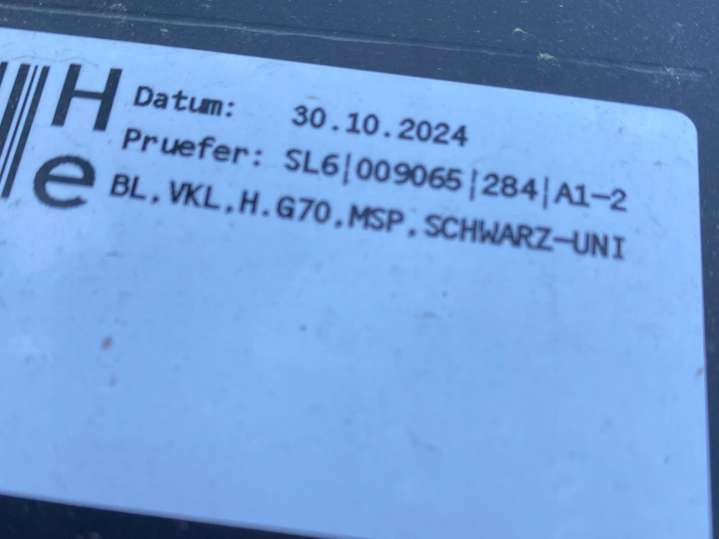 H
e
Datum: 30.10.2024
Pruefer: SL6|009065|284|A1-2
BL.VKL.H.G70.MSP.SCHWARZ-UNI